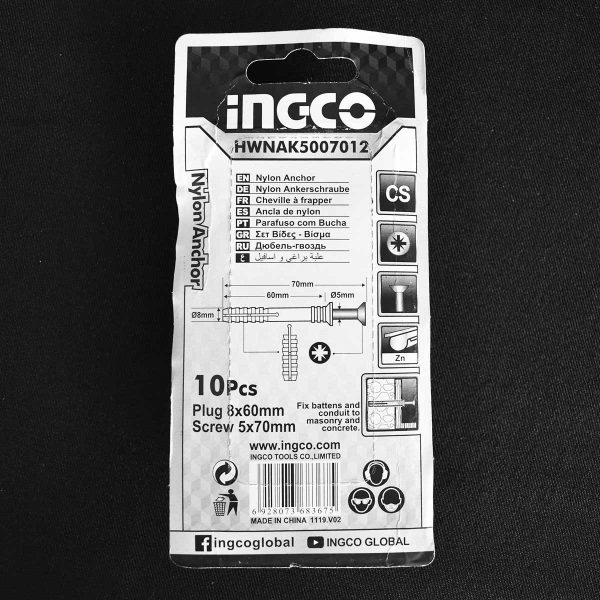 INGCO
HWNAK5007012
Nylon Anchor
EN Nylon Anchor
DE Nylon Ankerschraube
FR Cheville à frapper
ES Ancla de nylon
PT Parafuso com Bucha
GR Σετ Βίδες - Βίσμα
RU Дюбель-гвоздь
ع علبة براغي و اسافيل
CS
70mm
60mm
Ø5mm
Ø8mm
Zn
10Pcs
Plug 8x60mm
Screw 5x70mm
Fix battens and
conduit to
masonry and
concrete.
www.ingco.com
INGCO TOOLS CO.,LIMITED
6 928073 683675
MADE IN CHINA 1119.V02
ingcoglobal
INGCO GLOBAL